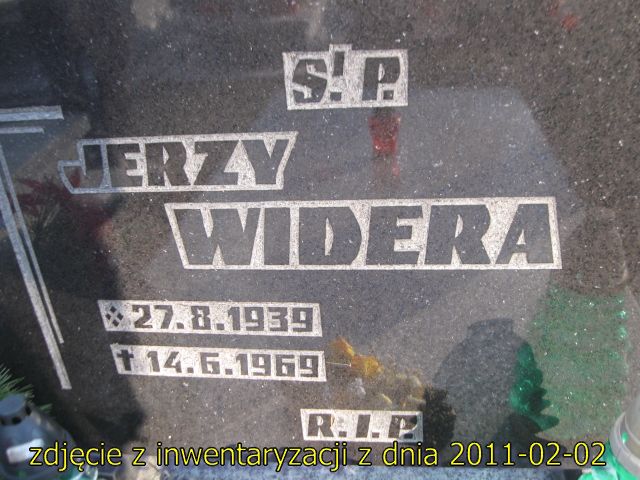 Ś.P.
JERZY
WIDERA
27.8.1939
✝ 14.6.1969
R.I.P.
zdjęcie z inwentaryzacji z dnia 2011-02-02